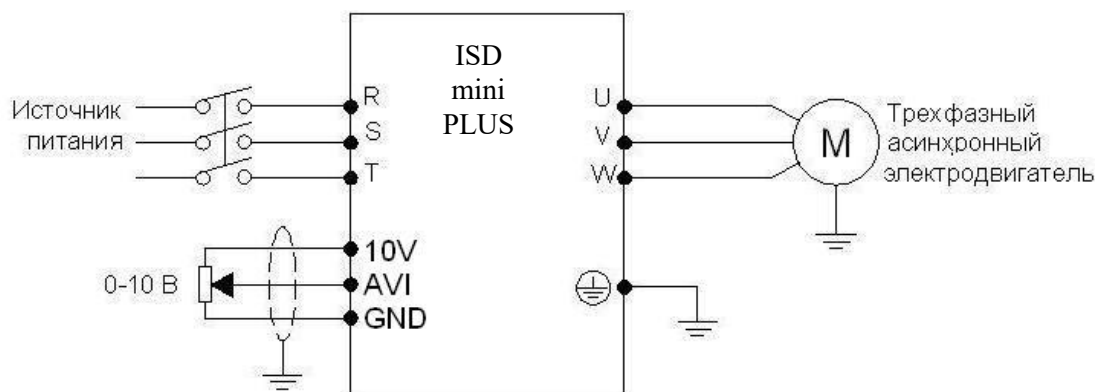 ISD
mini
PLUS
Источник
питания
R
S
T
U
V
W
M
Трехфазный
асинхронный
электродвигатель
0-10 В
10V
AVI
GND